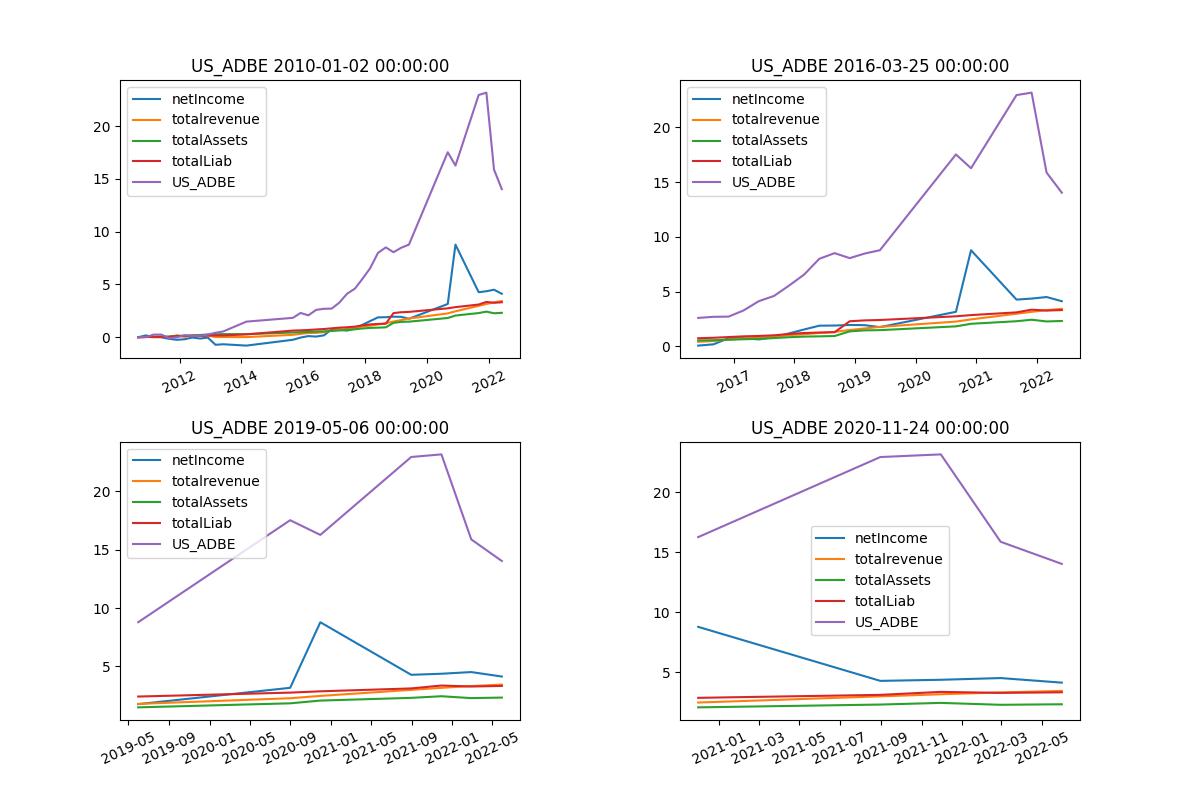 US_ADBE 2010-01-02 00:00:00
netIncome
totalrevenue
totalAssets
totalLiab
US_ADBE
20
15
10
5
0
2012
2014
2016
2018
2020
2022
US_ADBE 2016-03-25 00:00:00
netIncome
totalrevenue
totalAssets
totalLiab
US_ADBE
20
15
10
5
0
2017
2018
2019
2020
2021
2022
US_ADBE 2019-05-06 00:00:00
netIncome
totalrevenue
totalAssets
totalLiab
US_ADBE
20
15
10
5
2019-05
2019-09
2020-01
2020-05
2020-09
2021-01
2021-05
2021-09
2022-01
2022-05
US_ADBE 2020-11-24 00:00:00
netIncome
totalrevenue
totalAssets
totalLiab
US_ADBE
20
15
10
5
2021-01
2021-03
2021-05
2021-07
2021-09
2021-11
2022-01
2022-03
2022-05